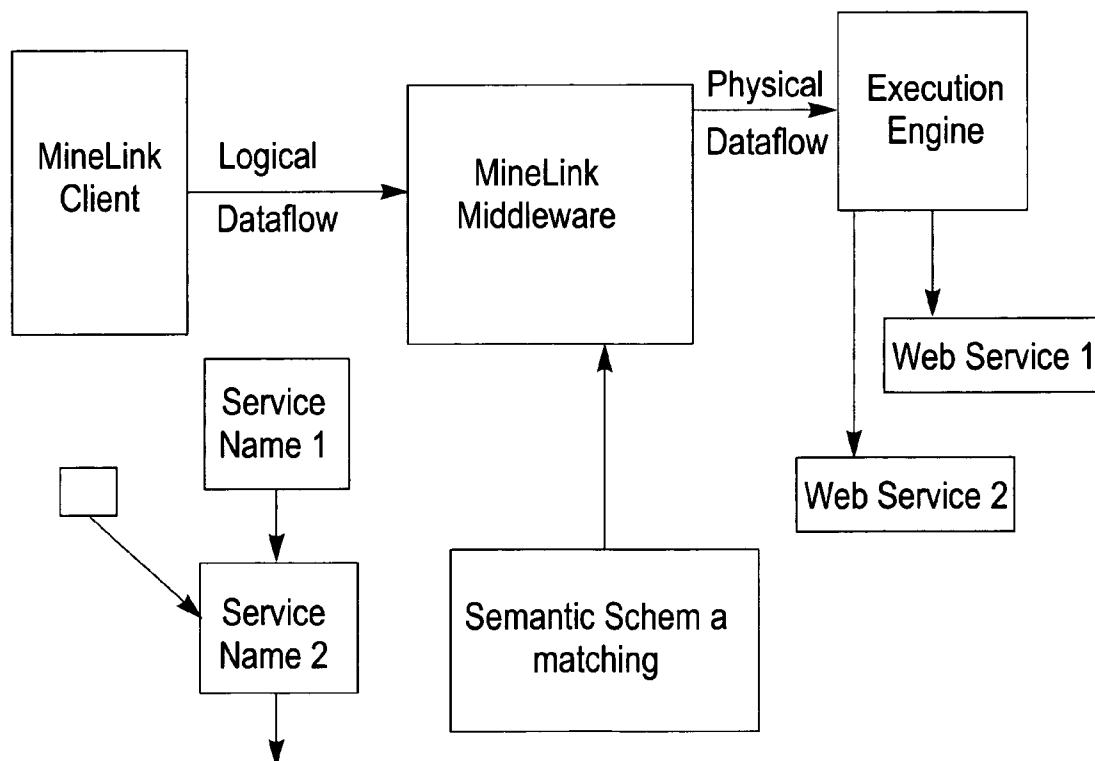 MineLink
Client
Logical
Dataflow
MineLink
Middleware
Physical
Dataflow
Execution
Engine
Web Service 1
Web Service 2
Service
Name 1
Service
Name 2
Semantic Schem a
matching